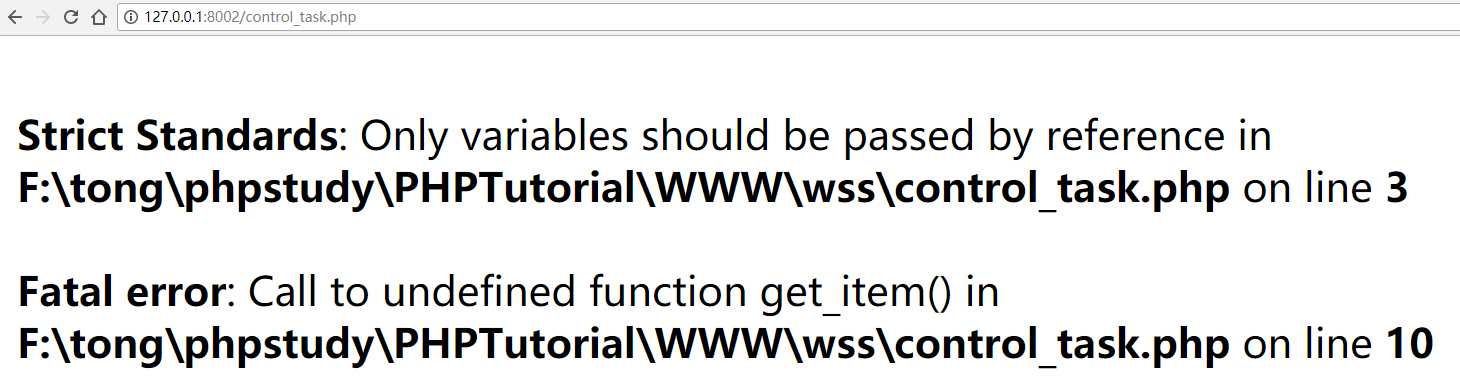 127.0.0.1:8002/control_task.php
Strict Standards: Only variables should be passed by reference in
F:\tong\phpstudy\PHPTutorial\WWW\wss\control_task.php on line 3
Fatal error: Call to undefined function get_item() in
F:\tong\phpstudy\PHPTutorial\WWW\wss\control_task.php on line 10